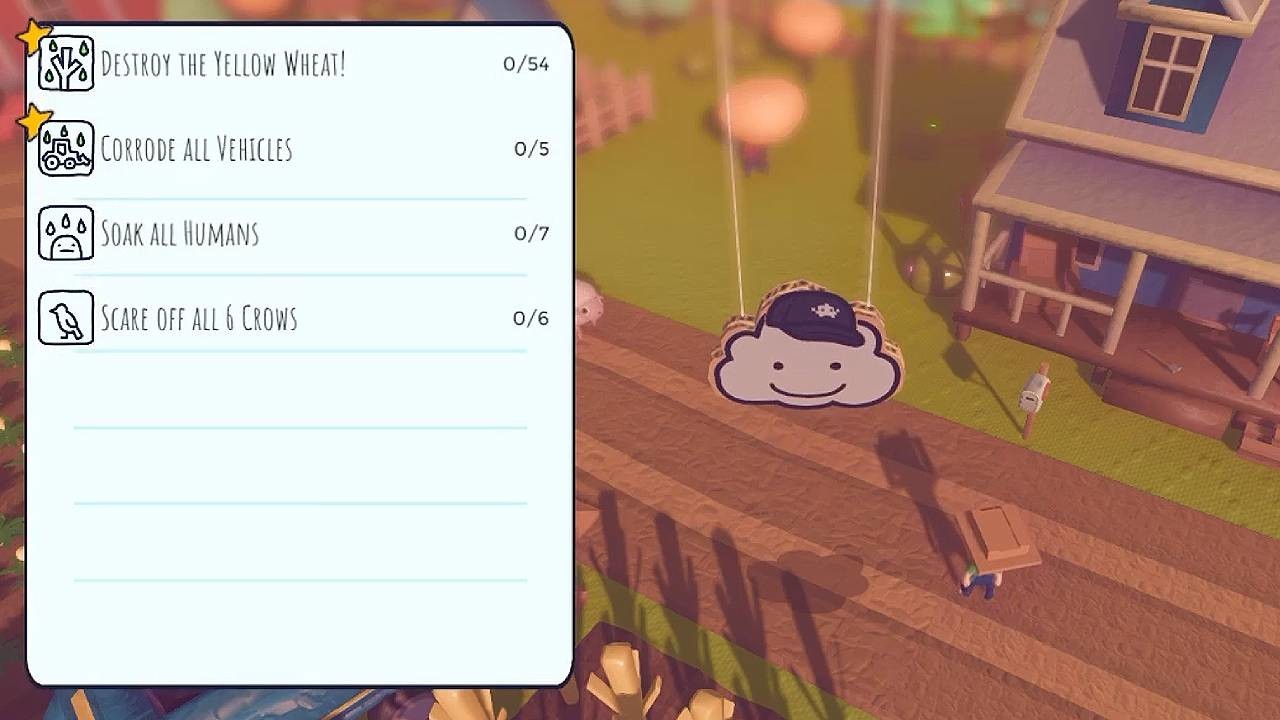 Destroy the Yellow Wheat! 0/54
Corrode all Vehicles 0/5
Soak all Humans 0/7
Scare off all 6 Crows 0/6